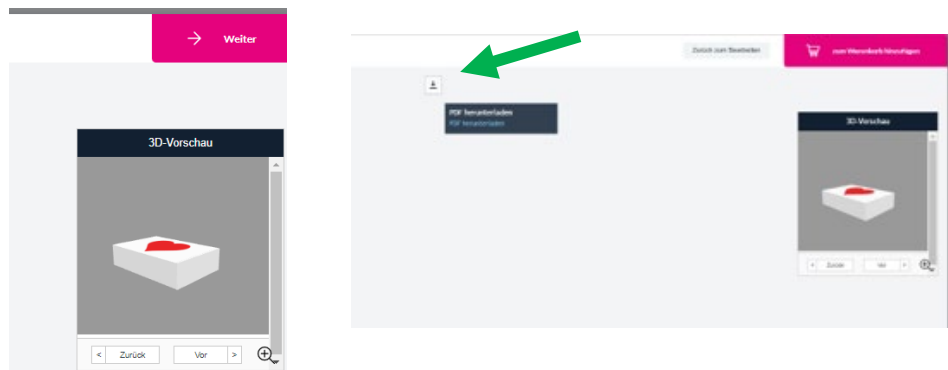 Weiter
3D-Vorschau
< Zurück Vor >
Zurück zum Bearbeiten
zum Warenkorb hinzufügen
PDF herunterladen
PDF herunterladen
3D-Vorschau
< Zurück Vor >